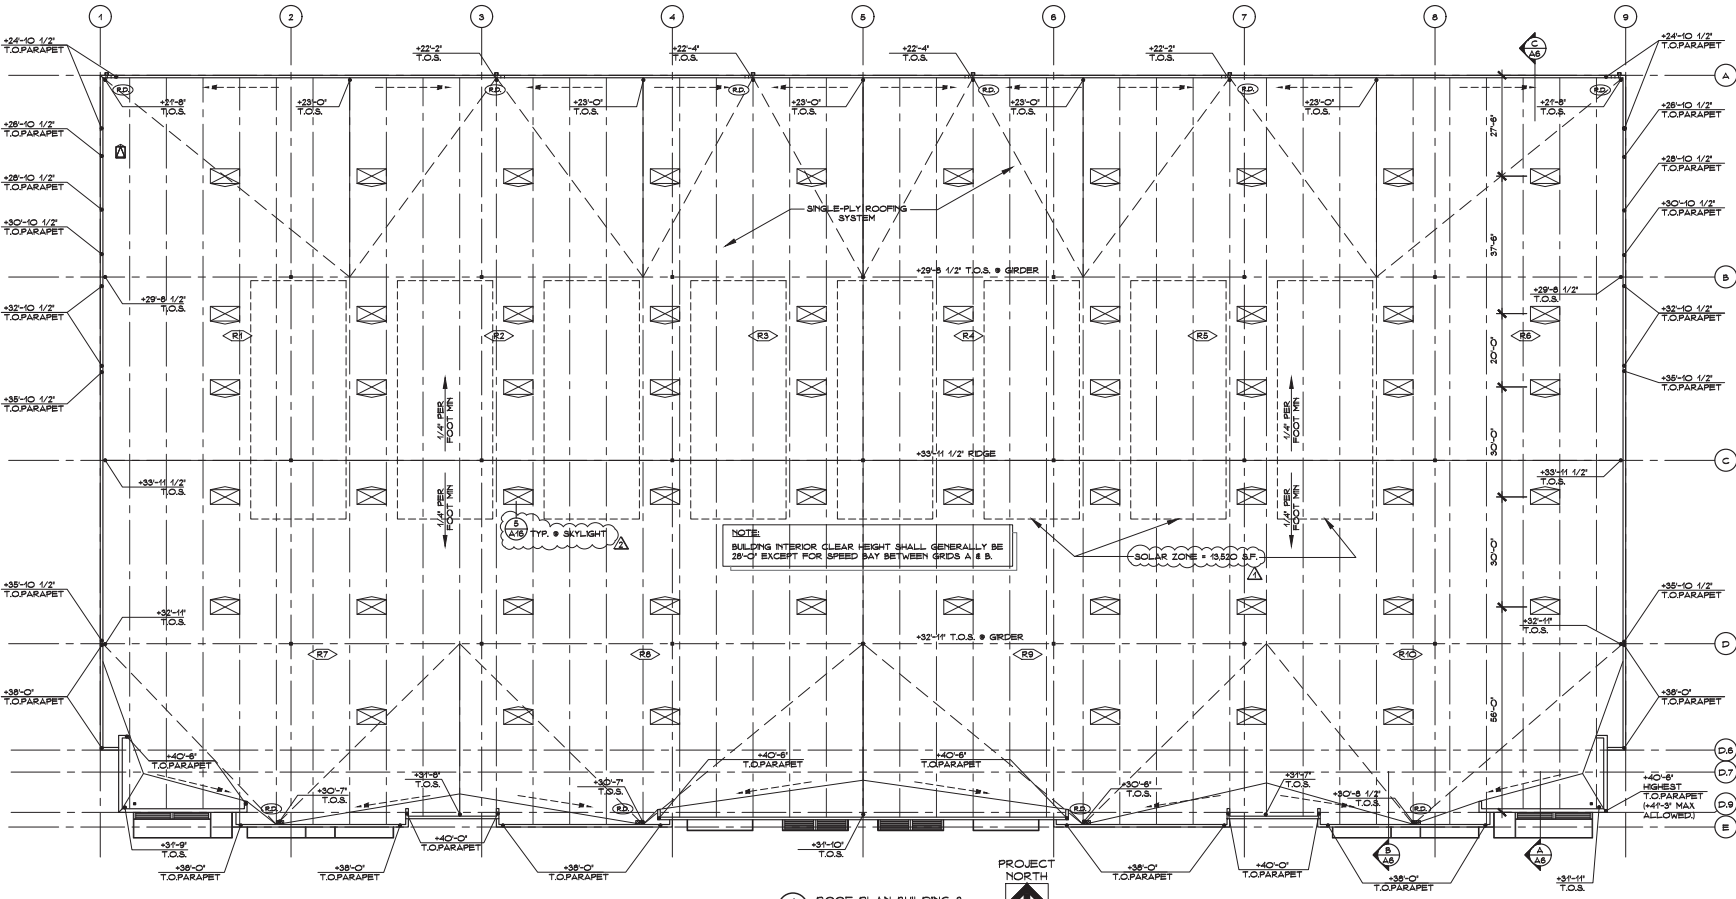 1 2 3 4 5 6 7 8 9
+24'-10 1/2"
T.O.PARAPET
+22'-2"
T.O.S.
+22'-4"
T.O.S.
+22'-4"
T.O.S.
+22'-2"
T.O.S.
C
A6
+24'-10 1/2"
T.O.PARAPET
A
R.D. R.D. R.D. R.D. R.D. R.D.
+21'-8"
T.O.S.
+23'-0"
T.O.S.
+23'-0"
T.O.S.
+23'-0"
T.O.S.
+23'-0"
T.O.S.
+23'-0"
T.O.S.
+21'-8"
T.O.S.
+26'-10 1/2"
T.O.PARAPET
+26'-10 1/2"
T.O.PARAPET
27'-6"
+28'-10 1/2"
T.O.PARAPET
+28'-10 1/2"
T.O.PARAPET
SINGLE-PLY ROOFING
SYSTEM
+30'-10 1/2"
T.O.PARAPET
+30'-10 1/2"
T.O.PARAPET
37'-6"
+29'-8 1/2" T.O.S. @ GIRDER
B
+29'-8 1/2"
T.O.S.
+29'-8 1/2"
T.O.S.
+32'-10 1/2"
T.O.PARAPET
+32'-10 1/2"
T.O.PARAPET
R1 R2 R3 R4 R5 R6
20'-0"
+35'-10 1/2"
T.O.PARAPET
+35'-10 1/2"
T.O.PARAPET
1/4" PER
FOOT MIN
1/4" PER
FOOT MIN
30'-0"
+33'-11 1/2" RIDGE
C
+33'-11 1/2"
T.O.S.
+33'-11 1/2"
T.O.S.
1/4" PER
FOOT MIN
1/4" PER
FOOT MIN
5
A16
TYP. @ SKYLIGHT
2
NOTE:
BUILDING INTERIOR CLEAR HEIGHT SHALL GENERALLY BE
28'-0" EXCEPT FOR SPEED BAY BETWEEN GRIDS A & B.
SOLAR ZONE = 13,520 S.F.
1
30'-0"
+35'-10 1/2"
T.O.PARAPET
+35'-10 1/2"
T.O.PARAPET
+32'-11"
T.O.S.
+32'-11"
T.O.S.
+32'-11" T.O.S. @ GIRDER
D
R7 R8 R9 R10
+38'-0"
T.O.PARAPET
+38'-0"
T.O.PARAPET
56'-0"
D.6
+40'-6"
T.O.PARAPET
+40'-6"
T.O.PARAPET
+40'-6"
T.O.PARAPET
D.7
+31'-6"
T.O.S.
+30'-7"
T.O.S.
+30'-7"
T.O.S.
+30'-6"
T.O.S.
+31'-7"
T.O.S.
+30'-8 1/2"
T.O.S.
+40'-6"
HIGHEST
T.O.PARAPET
(+41'-3" MAX
ALLOWED.)
D.9
R.D. R.D. R.D. R.D.
E
+31'-9"
T.O.S.
+40'-0"
T.O.PARAPET
+31'-10"
T.O.S.
B
A6
A
A6
+38'-0"
T.O.PARAPET
+38'-0"
T.O.PARAPET
+38'-0"
T.O.PARAPET
+38'-0"
T.O.PARAPET
+40'-0"
T.O.PARAPET
+38'-0"
T.O.PARAPET
+31'-11"
T.O.S.
PROJECT
NORTH